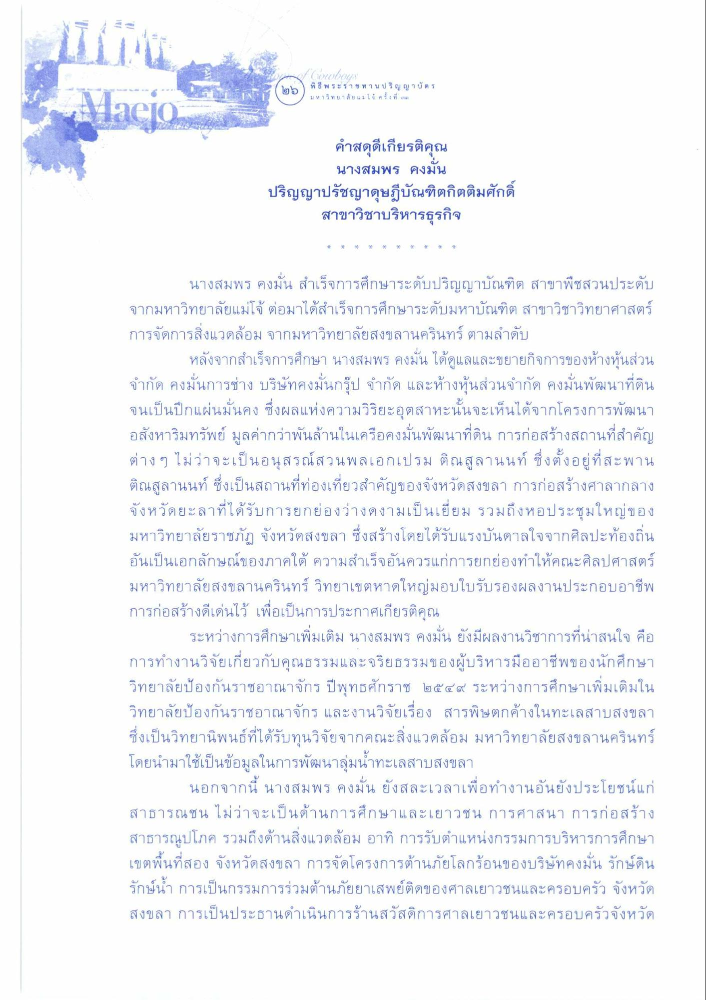 Home of Cowboys
๒๖
พิธีพระราชทานปริญญาบัตร
มหาวิทยาลัยแม่โจ้ ครั้งที่ ๓๑
Maejo
คำสดุดีเกียรติคุณ
นางสมพร คงมั่น
ปริญญาปรัชญาดุษฎีบัณฑิตกิตติมศักดิ์
สาขาวิชาบริหารธุรกิจ
* * * * * * * * * *
นางสมพร คงมั่น สำเร็จการศึกษาระดับปริญญาบัณฑิต สาขาพืชสวนประดับ
จากมหาวิทยาลัยแม่โจ้ ต่อมาได้สำเร็จการศึกษาระดับมหาบัณฑิต สาขาวิชาวิทยาศาสตร์
การจัดการสิ่งแวดล้อม จากมหาวิทยาลัยสงขลานครินทร์ ตามลำดับ
หลังจากสำเร็จการศึกษา นางสมพร คงมั่น ได้ดูแลและขยายกิจการของห้างหุ้นส่วน
จำกัด คงมั่นการช่าง บริษัทคงมั่นกรุ๊ป จำกัด และห้างหุ้นส่วนจำกัด คงมั่นพัฒนาที่ดิน
จนเป็นปึกแผ่นมั่นคง ซึ่งผลแห่งความวิริยะอุตสาหะนั้นจะเห็นได้จากโครงการพัฒนา
อสังหาริมทรัพย์ มูลค่ากว่าพันล้านในเครือคงมั่นพัฒนาที่ดิน การก่อสร้างสถานที่สำคัญ
ต่าง ๆ ไม่ว่าจะเป็นอนุสรณ์สวนพลเอกเปรม ติณสูลานนท์ ซึ่งตั้งอยู่ที่สะพาน
ติณสูลานนท์ ซึ่งเป็นสถานที่ท่องเที่ยวสำคัญของจังหวัดสงขลา การก่อสร้างศาลากลาง
จังหวัดยะลาที่ได้รับการยกย่องว่างดงามเป็นเยี่ยม รวมถึงหอประชุมใหญ่ของ
มหาวิทยาลัยราชภัฏ จังหวัดสงขลา ซึ่งสร้างโดยได้รับแรงบันดาลใจจากศิลปะท้องถิ่น
อันเป็นเอกลักษณ์ของภาคใต้ ความสำเร็จอันควรแก่การยกย่องทำให้คณะศิลปศาสตร์
มหาวิทยาลัยสงขลานครินทร์ วิทยาเขตหาดใหญ่มอบใบรับรองผลงานประกอบอาชีพ
การก่อสร้างดีเด่นไว้ เพื่อเป็นการประกาศเกียรติคุณ
ระหว่างการศึกษาเพิ่มเติม นางสมพร คงมั่น ยังมีผลงานวิชาการที่น่าสนใจ คือ
การทำงานวิจัยเกี่ยวกับคุณธรรมและจริยธรรมของผู้บริหารมืออาชีพของนักศึกษา
วิทยาลัยป้องกันราชอาณาจักร ปีพุทธศักราช ๒๕๔๙ ระหว่างการศึกษาเพิ่มเติมใน
วิทยาลัยป้องกันราชอาณาจักร และงานวิจัยเรื่อง สารพิษตกค้างในทะเลสาบสงขลา
ซึ่งเป็นวิทยานิพนธ์ที่ได้รับทุนวิจัยจากคณะสิ่งแวดล้อม มหาวิทยาลัยสงขลานครินทร์
โดยนำมาใช้เป็นข้อมูลในการพัฒนาลุ่มน้ำทะเลสาบสงขลา
นอกจากนี้ นางสมพร คงมั่น ยังสละเวลาเพื่อทำงานอันยังประโยชน์แก่
สาธารณชน ไม่ว่าจะเป็นด้านการศึกษาและเยาวชน การศาสนา การก่อสร้าง
สาธารณูปโภค รวมถึงด้านสิ่งแวดล้อม อาทิ การรับตำแหน่งกรรมการบริหารการศึกษา
เขตพื้นที่สอง จังหวัดสงขลา การจัดโครงการต้านภัยโลกร้อนของบริษัทคงมั่น รักษ์ดิน
รักษ์น้ำ การเป็นกรรมการร่วมต้านภัยยาเสพย์ติดของศาลเยาวชนและครอบครัว จังหวัด
สงขลา การเป็นประธานดำเนินการร้านสวัสดิการศาลเยาวชนและครอบครัวจังหวัด